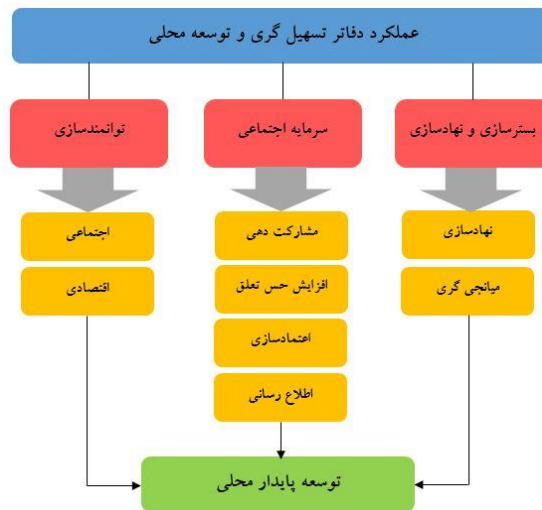 عملکرد دفاتر تسهیل گری و توسعه محلی
بسترسازی و نهادسازی
سرمایه اجتماعی
توانمندسازی
نهادسازی
میانجی گری
مشارکت دهی
افزایش حس تعلق
اعتمادسازی
اطلاع رسانی
اجتماعی
اقتصادی
توسعه پایدار محلی